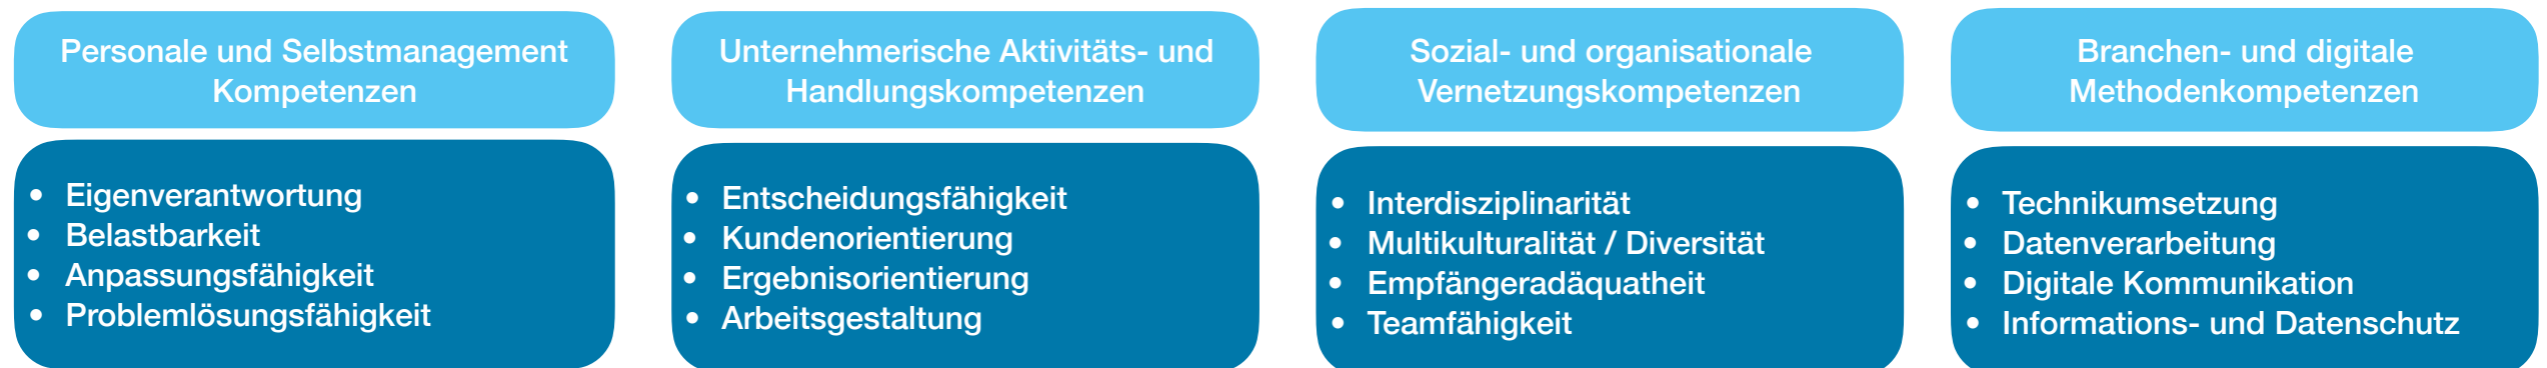 Personale und Selbstmanagement
Kompetenzen
• Eigenverantwortung
• Belastbarkeit
• Anpassungsfähigkeit
• Problemlösungsfähigkeit
Unternehmerische Aktivitäts- und
Handlungskompetenzen
• Entscheidungsfähigkeit
• Kundenorientierung
• Ergebnisorientierung
• Arbeitsgestaltung
Sozial- und organisationale
Vernetzungskompetenzen
• Interdisziplinarität
• Multikulturalität / Diversität
• Empfängeradäquatheit
• Teamfähigkeit
Branchen- und digitale
Methodenkompetenzen
• Technikumsetzung
• Datenverarbeitung
• Digitale Kommunikation
• Informations- und Datenschutz